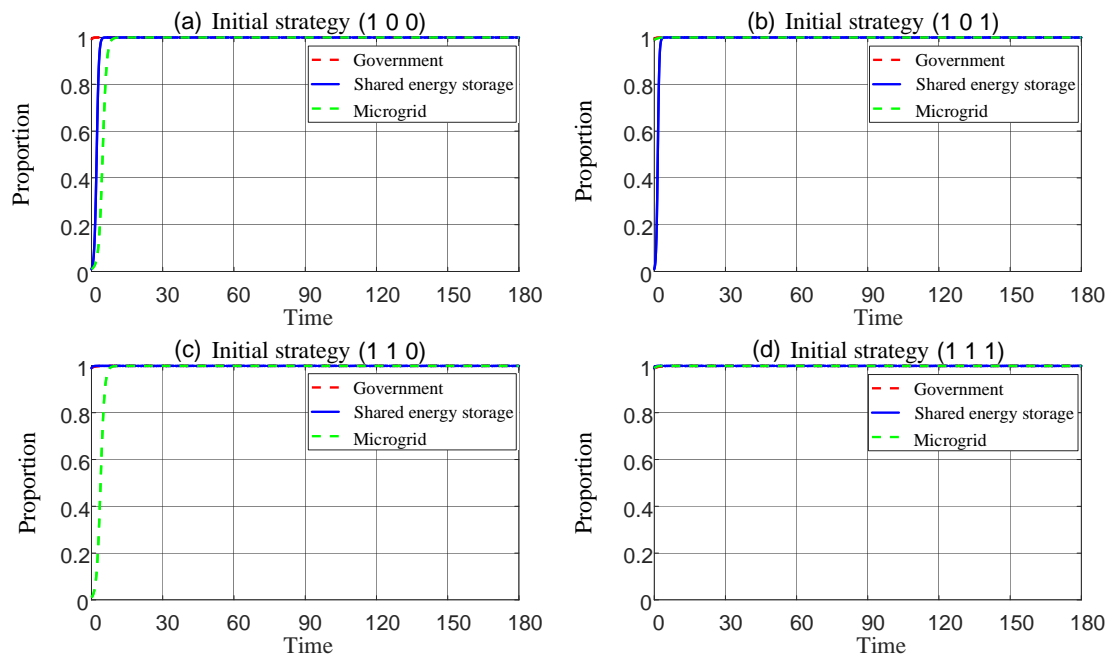 (a) Initial strategy (1 0 0)
1
0.8
0.6
0.4
0.2
0
Proportion
Government
Shared energy storage
Microgrid
0 30 60 90 120 150 180
Time
(b) Initial strategy (1 0 1)
1
0.8
0.6
0.4
0.2
0
Proportion
Government
Shared energy storage
Microgrid
0 30 60 90 120 150 180
Time
(c) Initial strategy (1 1 0)
1
0.8
0.6
0.4
0.2
0
Proportion
Government
Shared energy storage
Microgrid
0 30 60 90 120 150 180
Time
(d) Initial strategy (1 1 1)
1
0.8
0.6
0.4
0.2
0
Proportion
Government
Shared energy storage
Microgrid
0 30 60 90 120 150 180
Time